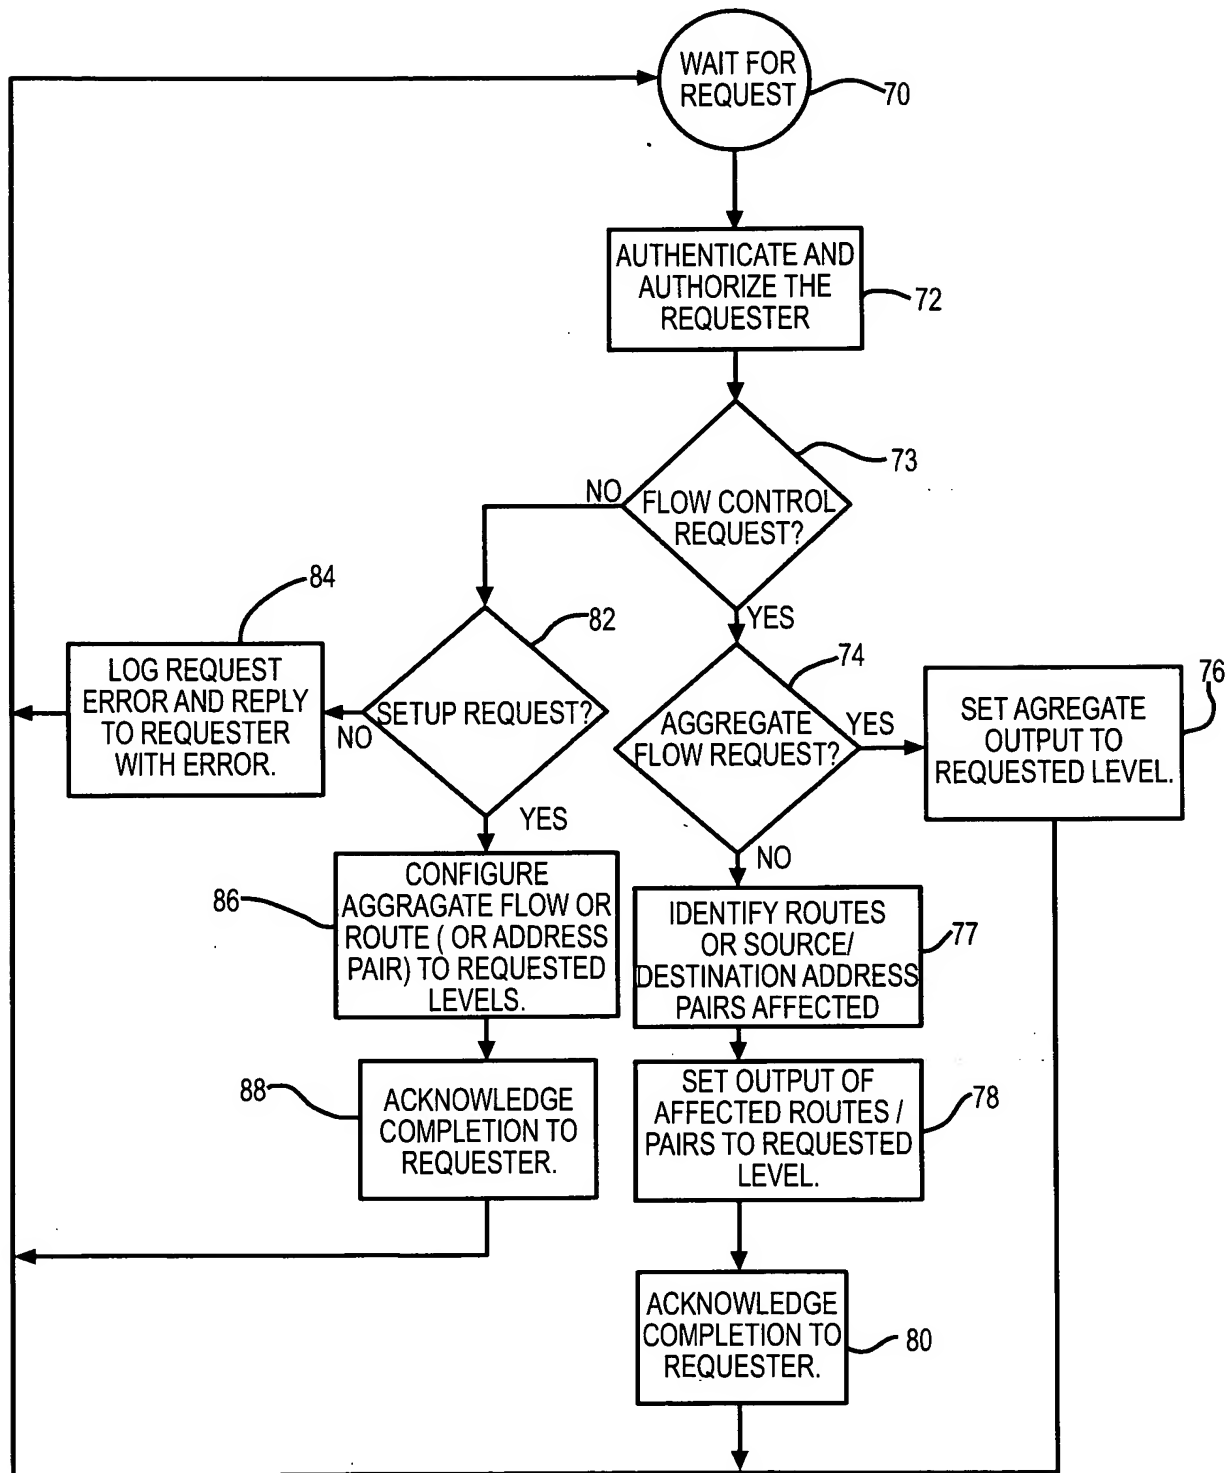 WAIT FOR
REQUEST
70
AUTHENTICATE AND
AUTHORIZE THE
REQUESTER
72
73
NO
FLOW CONTROL
REQUEST?
YES
84
82
74
76
LOG REQUEST
ERROR AND REPLY
TO REQUESTER
WITH ERROR.
NO
SETUP REQUEST?
YES
AGGREGATE
FLOW REQUEST?
YES
SET AGREGATE
OUTPUT TO
REQUESTED LEVEL.
NO
86
CONFIGURE
AGGRAGATE FLOW OR
ROUTE ( OR ADDRESS
PAIR) TO REQUESTED
LEVELS.
IDENTIFY ROUTES
OR SOURCE/
DESTINATION ADDRESS
PAIRS AFFECTED
77
88
ACKNOWLEDGE
COMPLETION TO
REQUESTER.
SET OUTPUT OF
AFFECTED ROUTES /
PAIRS TO REQUESTED
LEVEL.
78
ACKNOWLEDGE
COMPLETION TO
REQUESTER.
80